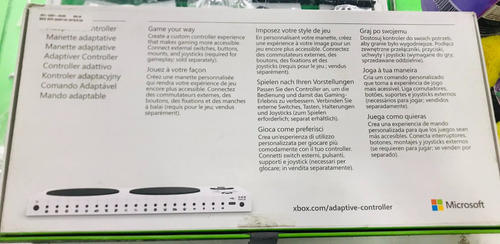 Adaptive Controller
Manette adaptative
Manette adaptative
Adaptiver Controller
Controller adattivo
Kontroler adaptacyjny
Comando Adaptável
Mando adaptable
Game your way
Create a custom controller experience
that makes gaming more accessible.
Connect external switches, buttons,
mounts, and joysticks (required for
gameplay; sold separately).
Jouez à votre façon
Créez une manette personnalisée
qui rendra votre expérience de jeu
encore plus accessible. Connectez
des commutateurs externes, des
boutons, des fixations et des manches
à balai (requis pour le jeu; vendus
séparément).
Imposez votre style de jeu
En personnalisant votre manette, créez
une expérience à votre image pour un
jeu encore plus accessible. Connectez
des commutateurs externes, des
boutons, des fixations et des
joysticks (requis pour le jeu ; vendus
séparément).
Spielen nach Ihren Vorstellungen
Passen Sie den Controller an, um die
Bedienung und damit das Gaming-
Erlebnis zu verbessern. Verbinden Sie
externe Switches, Tasten, Halterungen
und Joysticks (zum Spielen
erforderlich; separat erhältlich).
Gioca come preferisci
Crea un'esperienza di utilizzo
personalizzata per giocare più
comodamente con il tuo controller.
Connetti switch esterni, pulsanti,
supporti e joystick (necessari per
giocare; in vendita separatamente).
Graj po swojemu
Dostosuj kontroler do swoich potrzeb,
aby granie było wygodniejsze. Podłącz
zewnętrzne przełączniki, przyciski,
uchwyty i joysticki (wymagane do gry,
sprzedawane oddzielnie).
Joga à tua maneira
Cria um comando personalizado
que torna a experiência de jogo
mais acessível. Liga comutadores,
botões, suportes e joysticks externos
(necessários para jogar; vendidos
separadamente).
Juega como quieras
Crea una experiencia de mando
personalizada para que los juegos sean
más accesibles. Conecta interruptores,
botones, montajes y joysticks externos
(se requieren para jugar; se venden por
separado).
xbox.com/adaptive-controller
Microsoft